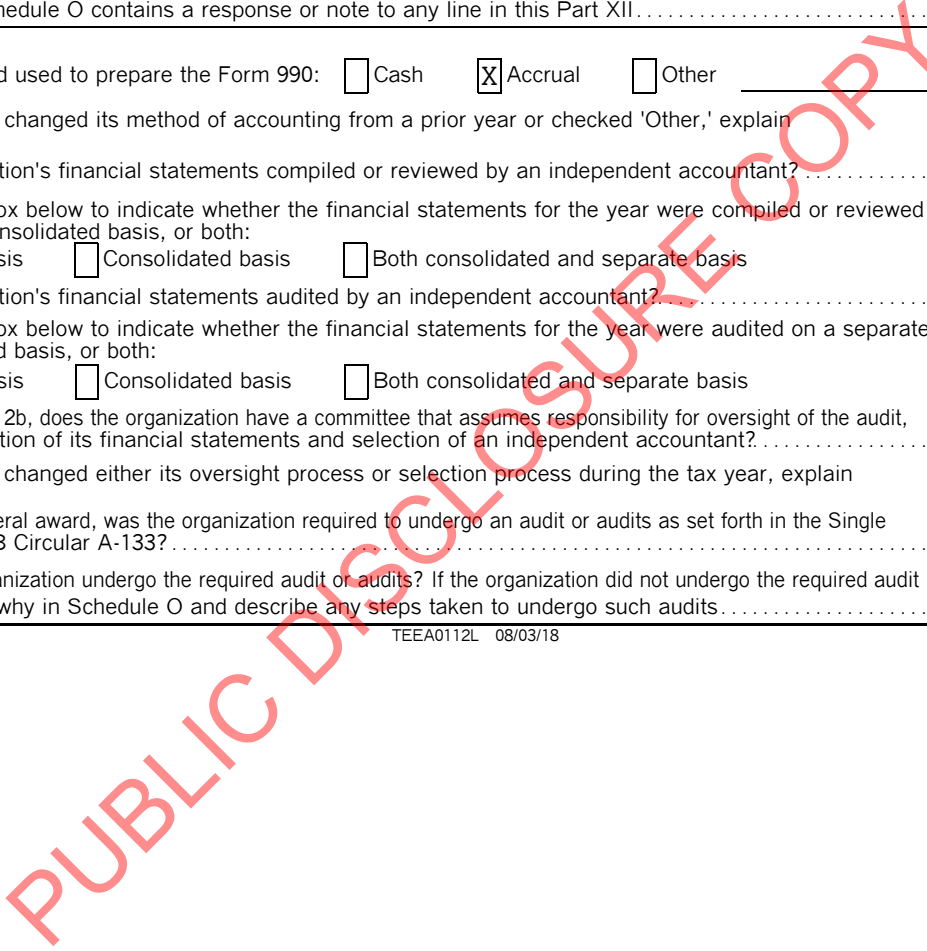 hedule O contains a response or note to any line in this Part XII
d used to prepare the Form 990: Cash X Accrual Other
changed its method of accounting from a prior year or checked 'Other,' explain
tion's financial statements compiled or reviewed by an independent accountant?
ox below to indicate whether the financial statements for the year were compiled or reviewed
nsolidated basis, or both:
sis Consolidated basis Both consolidated and separate basis
tion's financial statements audited by an independent accountant?
ox below to indicate whether the financial statements for the year were audited on a separate
d basis, or both:
sis Consolidated basis Both consolidated and separate basis
2b, does the organization have a committee that assumes responsibility for oversight of the audit,
tion of its financial statements and selection of an independent accountant?
changed either its oversight process or selection process during the tax year, explain
eral award, was the organization required to undergo an audit or audits as set forth in the Single
B Circular A-133?
anization undergo the required audit or audits? If the organization did not undergo the required audit
why in Schedule O and describe any steps taken to undergo such audits
TEEA0112L 08/03/18
PUBLIC DISCLOSURE COPY